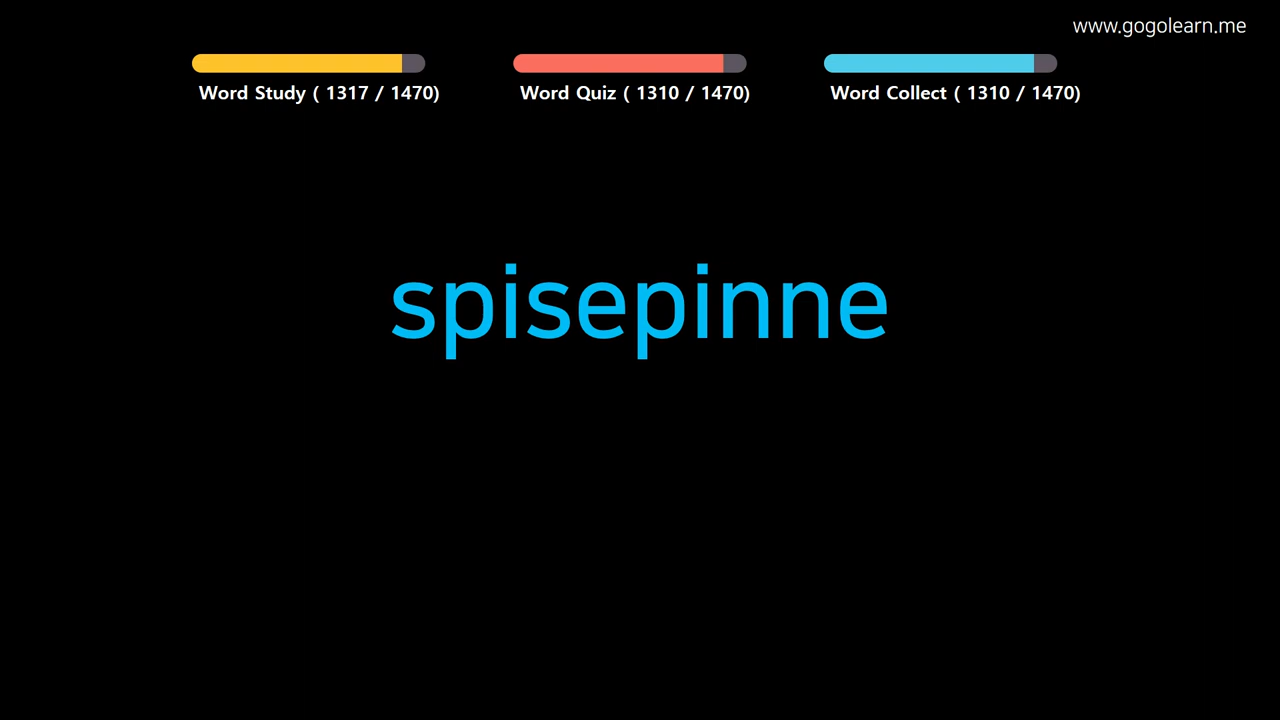 www.gogolearn.me
Word Study ( 1317 / 1470)
Word Quiz ( 1310 / 1470)
Word Collect ( 1310 / 1470)
spisepinne